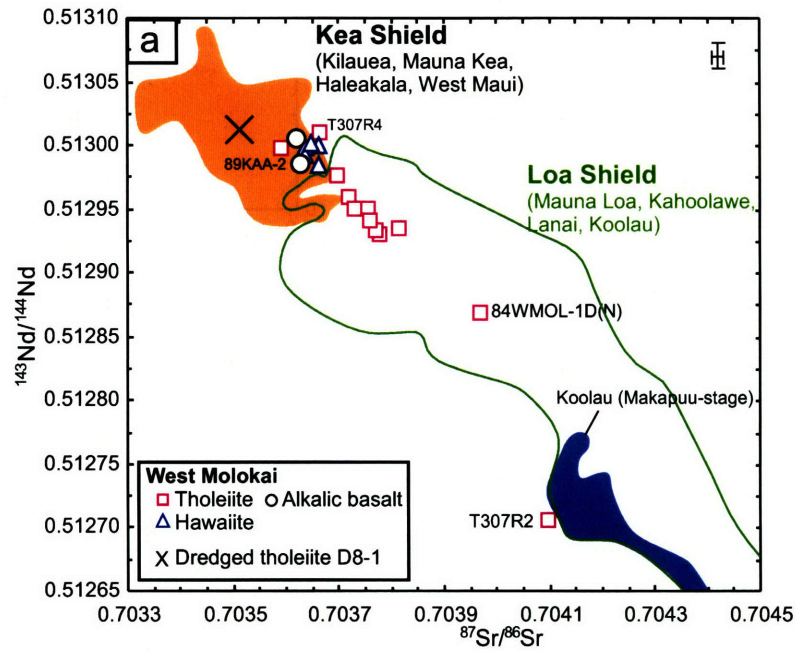 a
Kea Shield
(Kilauea, Mauna Kea,
Haleakala, West Maui)
T307R4
89KAA-2
Loa Shield
(Mauna Loa, Kahoolawe,
Lanai, Koolau)
84WMOL-1D(N)
Koolau (Makapuu-stage)
T307R2
West Molokai
Tholeiite Alkalic basalt
Hawaiite
Dredged tholeiite D8-1
0.51310
0.51305
0.51300
0.51295
0.51290
0.51285
0.51280
0.51275
0.51270
0.51265
143Nd/144Nd
0.7033 0.7035 0.7037 0.7039 0.7041 0.7043 0.7045
87Sr/86Sr